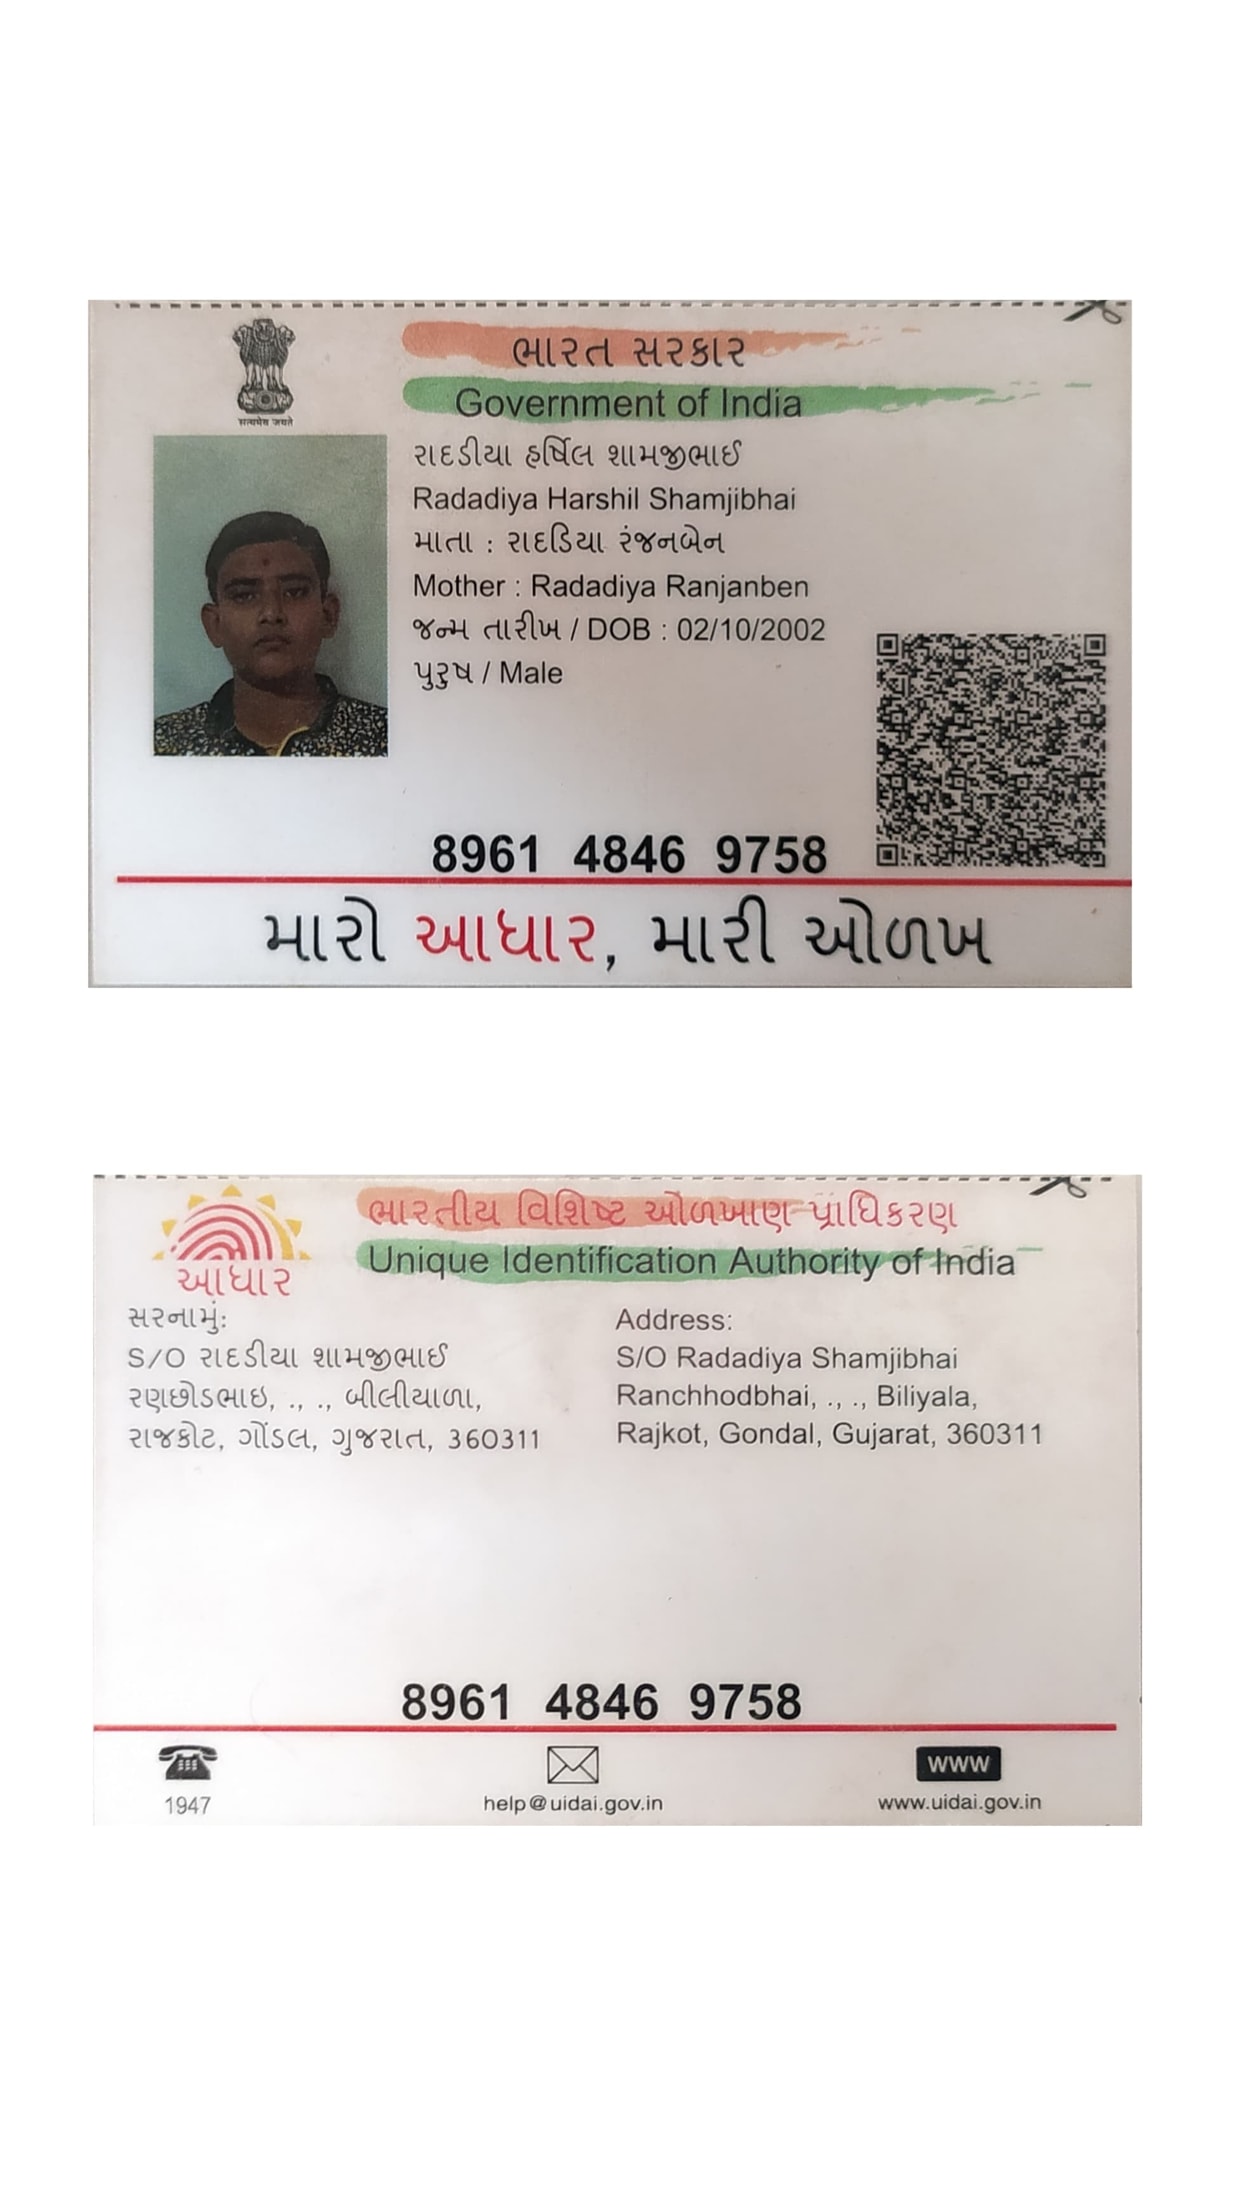 सत्यमेव जयते
ભારત સરકાર
Government of India
રાદડીયા હર્ષિલ શામજીભાઈ
Radadiya Harshil Shamjibhai
માતા : રાદડિયા રંજનબેન
Mother : Radadiya Ranjanben
જન્મ તારીખ / DOB : 02/10/2002
પુરુષ / Male
8961 4846 9758
મારો આધાર, મારી ઓળખ
ભારતીય વિશિષ્ટ ઓળખાણ પ્રાધિકરણ
Unique Identification Authority of India
આધાર
સરનામું:
S/O રાદડીયા શામજીભાઈ
રણછોડભાઇ, ., ., બીલીયાળા,
રાજકોટ, ગોંડલ, ગુજરાત, 360311
Address:
S/O Radadiya Shamjibhai
Ranchhodbhai, ., ., Biliyala,
Rajkot, Gondal, Gujarat, 360311
8961 4846 9758
1947
help@uidai.gov.in
www
www.uidai.gov.in